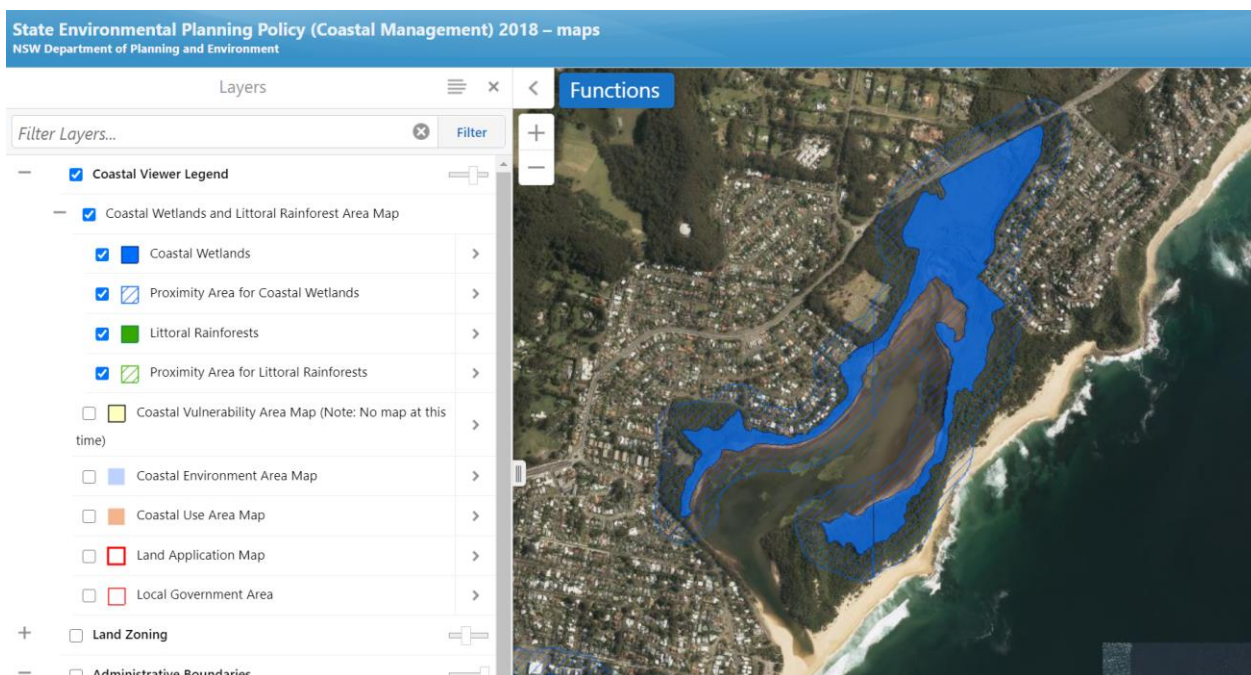 State Environmental Planning Policy (Coastal Management) 2018 – maps
NSW Department of Planning and Environment
Layers
Functions
Filter Layers...
Filter
Coastal Viewer Legend
Coastal Wetlands and Littoral Rainforest Area Map
Coastal Wetlands
Proximity Area for Coastal Wetlands
Littoral Rainforests
Proximity Area for Littoral Rainforests
Coastal Vulnerability Area Map (Note: No map at this
time)
Coastal Environment Area Map
Coastal Use Area Map
Land Application Map
Local Government Area
Land Zoning
Administrative Boundaries